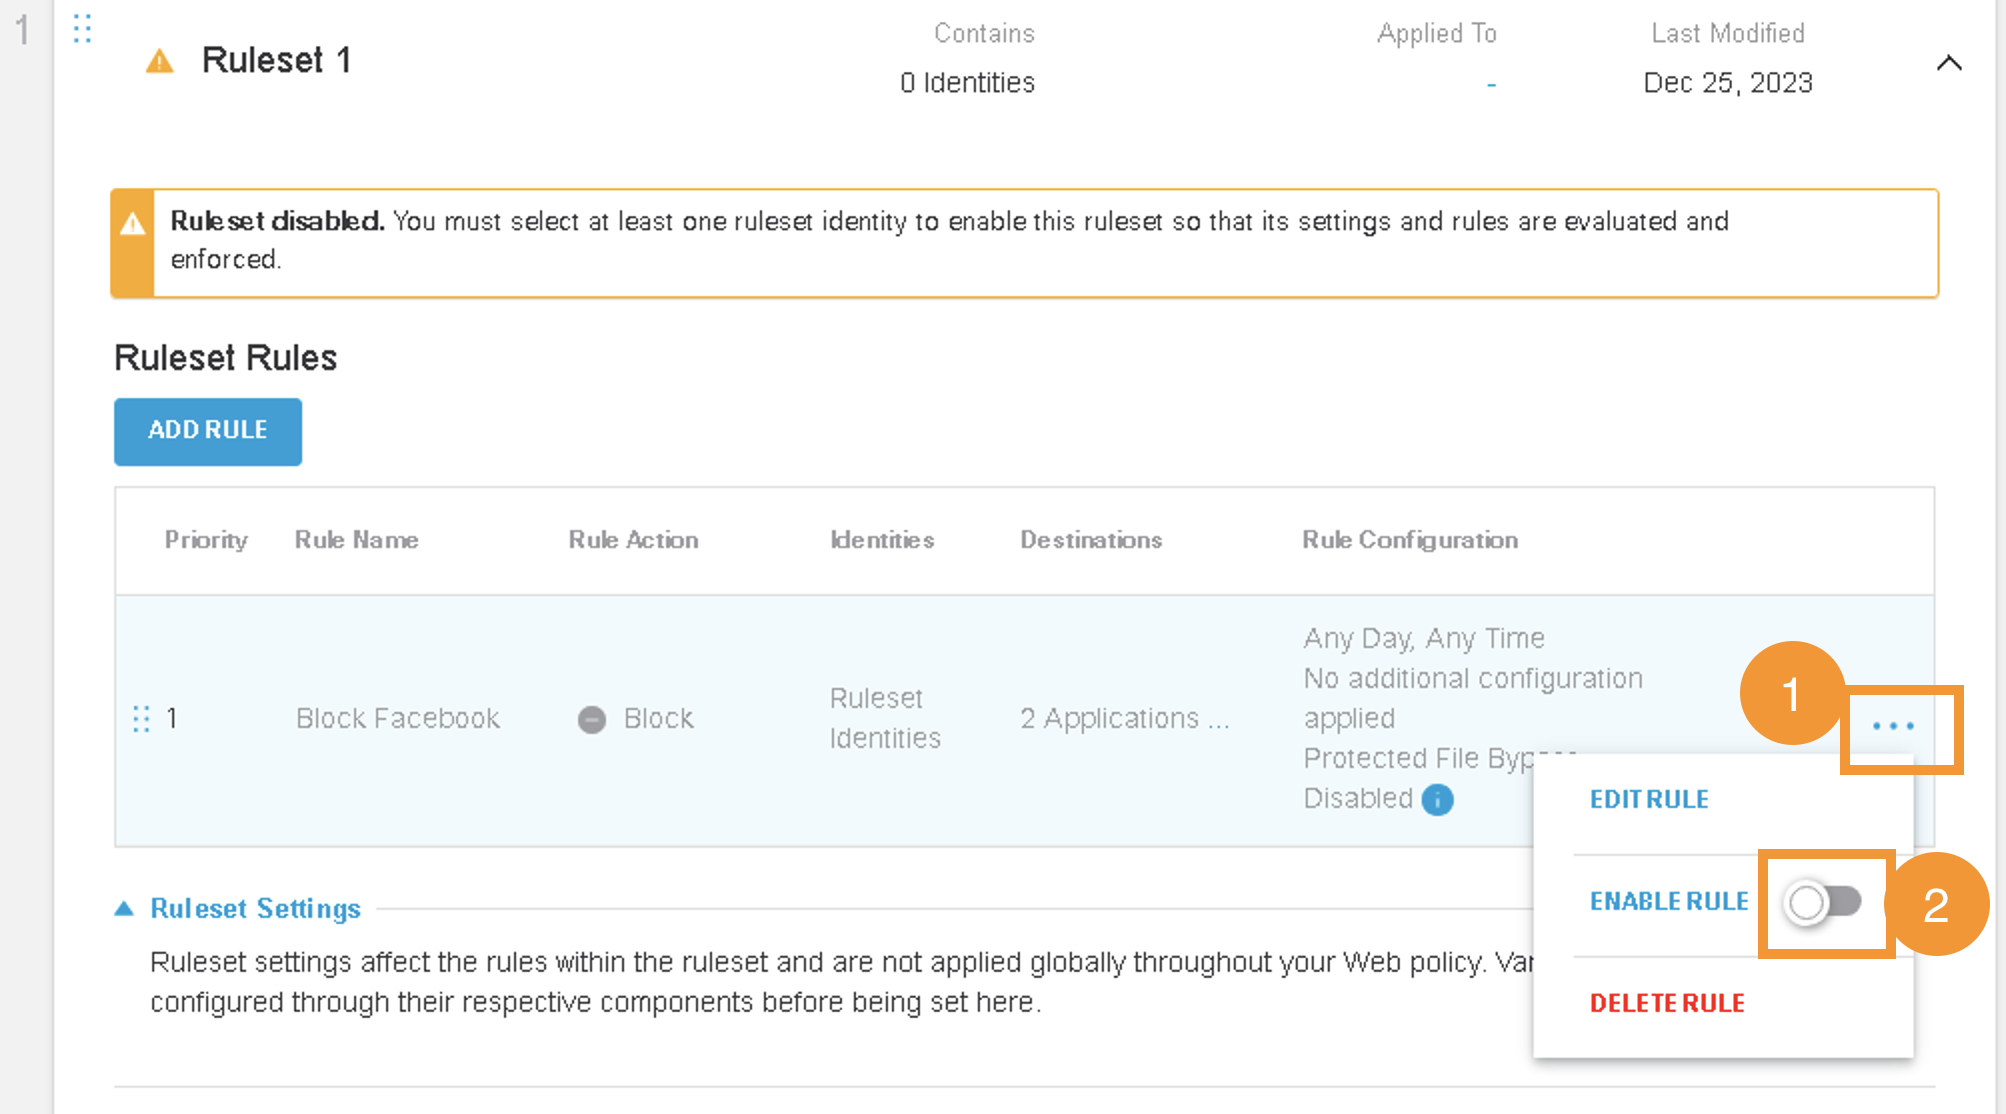 1
Ruleset 1
Contains
0 Identities
Applied To
-
Last Modified
Dec 25, 2023
Ruleset disabled. You must select at least one ruleset identity to enable this ruleset so that its settings and rules are evaluated and
enforced.
Ruleset Rules
ADD RULE
Priority Rule Name Rule Action Identities Destinations Rule Configuration
1 Block Facebook Block
Ruleset
Identities
2 Applications ...
Any Day, Any Time
No additional configuration
applied
Protected File
Disabled i
1
EDIT RULE
ENABLE RULE
2
DELETE RULE
Ruleset Settings
Ruleset settings affect the rules within the ruleset and are not applied globally throughout your Web policy.
configured through their respective components before being set here.